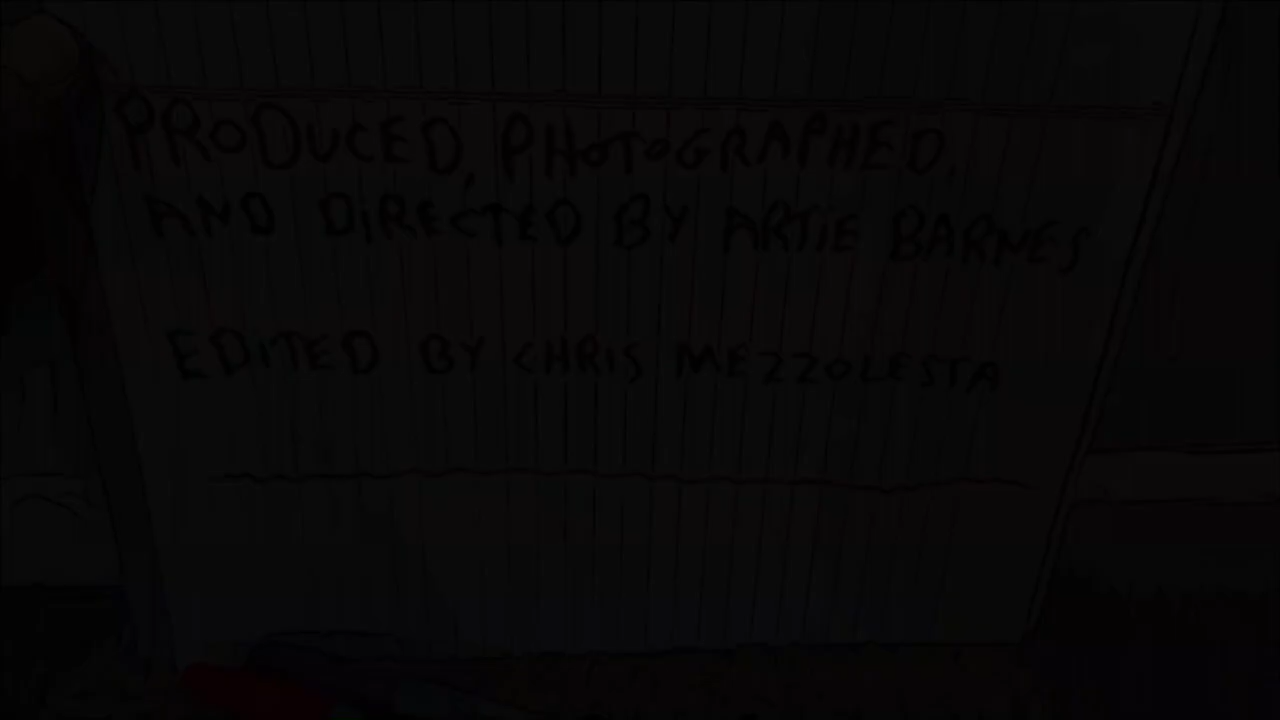 PRODUCED, PHOTOGRAPHED,
AND DIRECTED BY ARTIE BARNES
EDITED BY CHRIS MEZZOLESTA